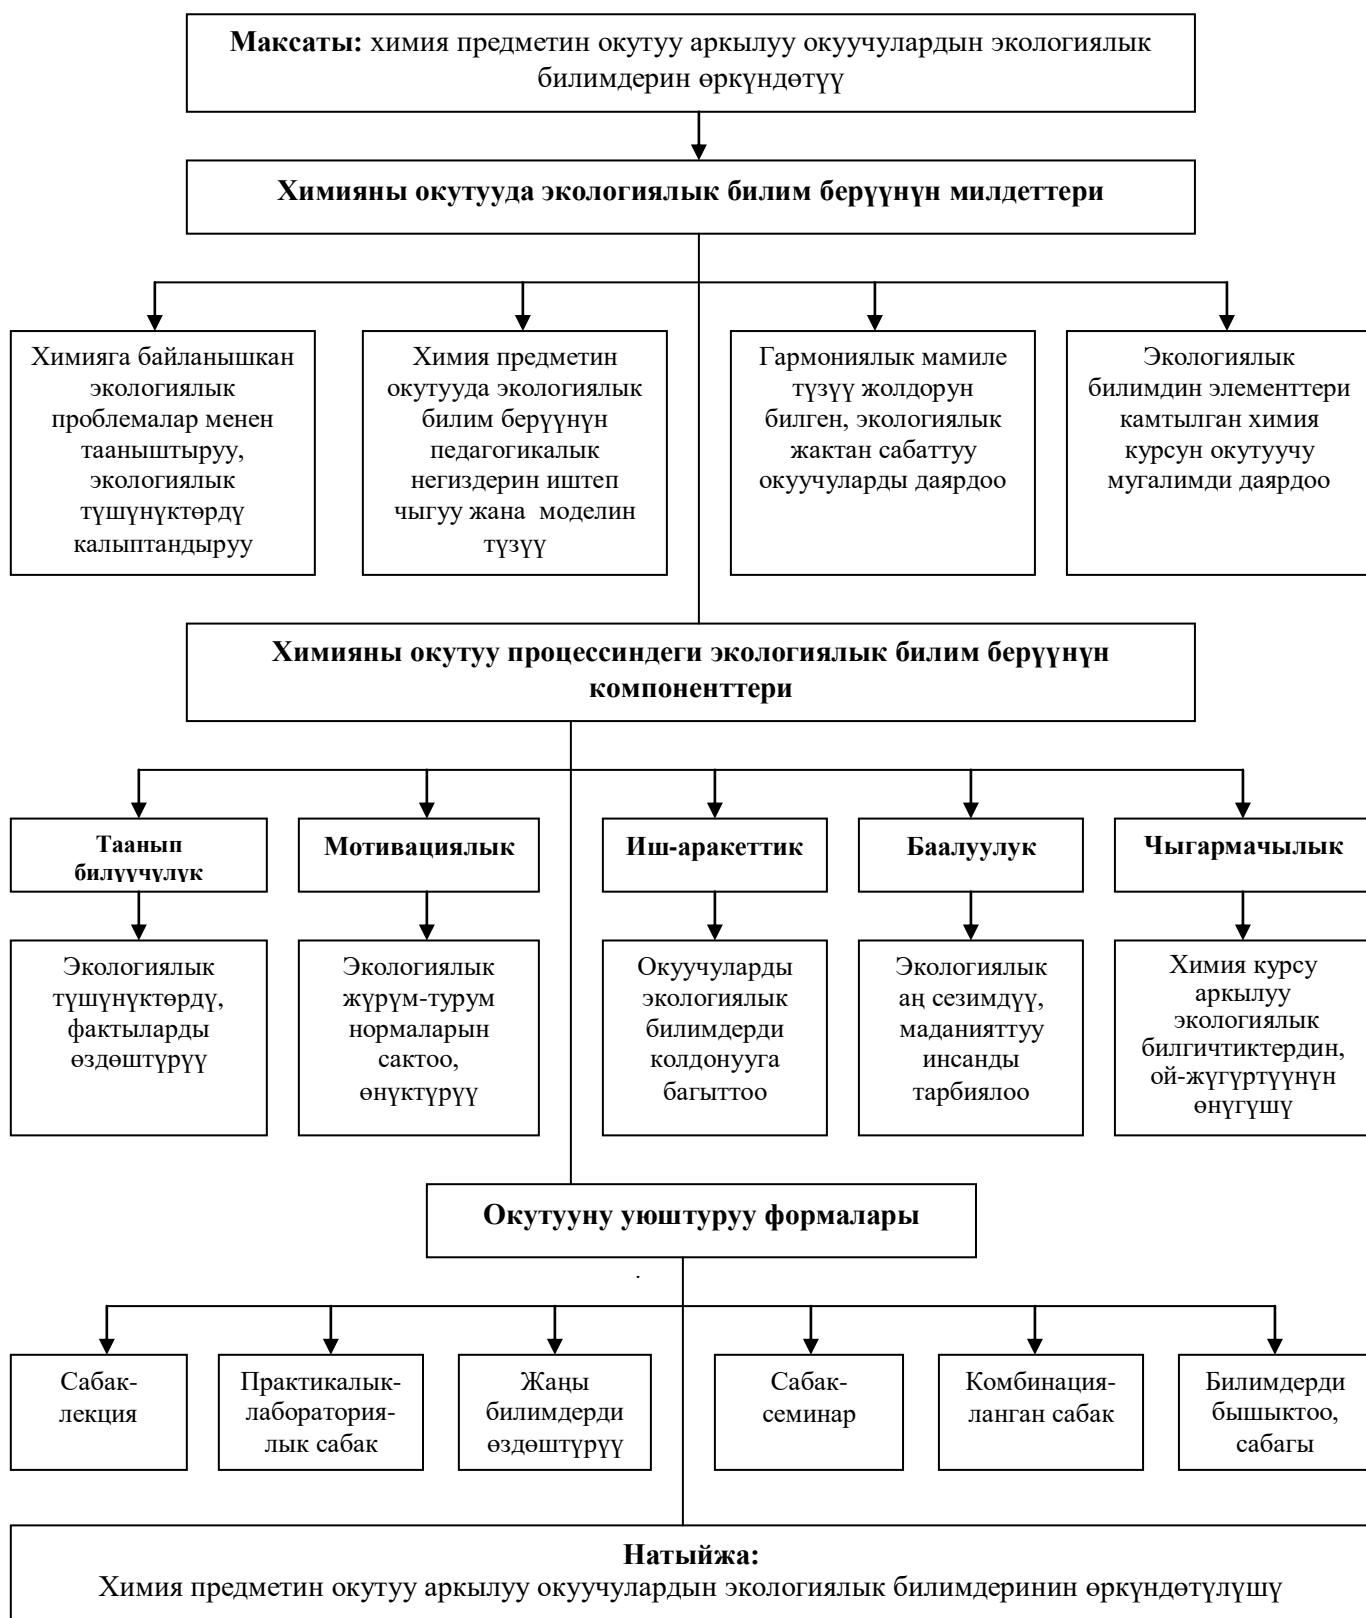 Максаты: химия предметин окутуу аркылуу окуучулардын экологиялык
билимдерин өркүндөтүү
Химияны окутууда экологиялык билим берүүнүн милдеттери
Химияга байланышкан
экологиялык
проблемалар менен
тааныштыруу,
экологиялык
түшүнүктөрдү
калыптандыруу
Химия предметин
окутууда экологиялык
билим берүүнүн
педагогикалык
негиздерин иштеп
чыгуу жана моделин
түзүү
Гармониялык мамиле
түзүү жолдорун
билген, экологиялык
жактан сабаттуу
окуучуларды даярдоо
Экологиялык
билимдин элементтери
камтылган химия
курсун окутуучу
мугалимди даярдоо
Химияны окутуу процессиндеги экологиялык билим берүүнүн
компоненттери
Таанып
билүүчүлүк
Мотивациялык
Иш-аракеттик
Баалуулук
Чыгармачылык
Экологиялык
түшүнүктөрдү,
фактыларды
өздөштүрүү
Экологиялык
жүрүм-турум
нормаларын
сактоо,
өнүктүрүү
Окуучуларды
экологиялык
билимдерди
колдонууга
багыттоо
Экологиялык
аң сезимдүү,
маданияттуу
инсанды
тарбиялоо
Химия курсу
аркылуу
экологиялык
билгичтиктердин,
ой-жүгүртүүнүн
өнүгүшү
Окутууну уюштуруу формалары
.
Сабак-
лекция
Практикалык-
лаборатория-
лык сабак
Жаңы
билимдерди
өздөштүрүү
Сабак-
семинар
Комбинация-
ланган сабак
Билимдерди
бышыктоо,
сабагы
Натыйжа:
Химия предметин окутуу аркылуу окуучулардын экологиялык билимдеринин өркүндөтүлүшү